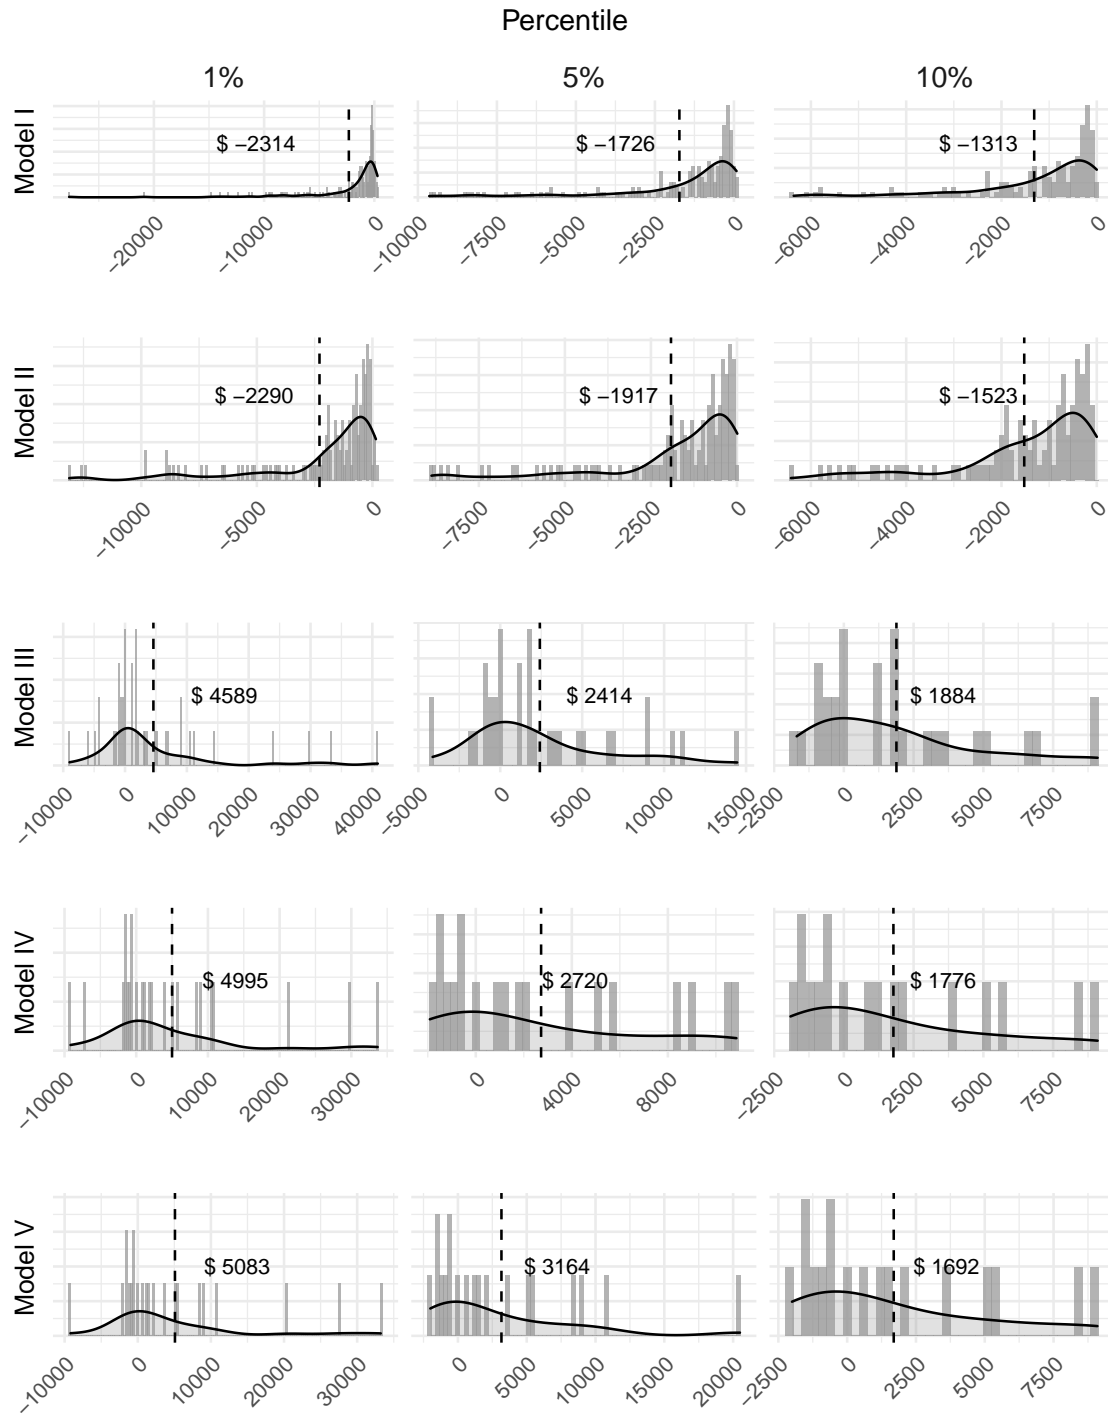 Percentile
1% 5% 10%
Model I
$ −2314 $ −1726 $ −1313
−20000 −10000 0 −10000 −7500 −5000 −2500 0 −6000 −4000 −2000 0
Model II
$ −2290 $ −1917 $ −1523
−10000 −5000 0 −7500 −5000 −2500 0 −6000 −4000 −2000 0
Model III
$ 4589 $ 2414 $ 1884
−10000 0 10000 20000 30000 40000 −5000 0 5000 10000 15000 −2500 0 2500 5000 7500
Model IV
$ 4995 $ 2720 $ 1776
−10000 0 10000 20000 30000 0 4000 8000 −2500 0 2500 5000 7500
Model V
$ 5083 $ 3164 $ 1692
−10000 0 10000 20000 30000 0 5000 10000 15000 20000 −2500 0 2500 5000 7500